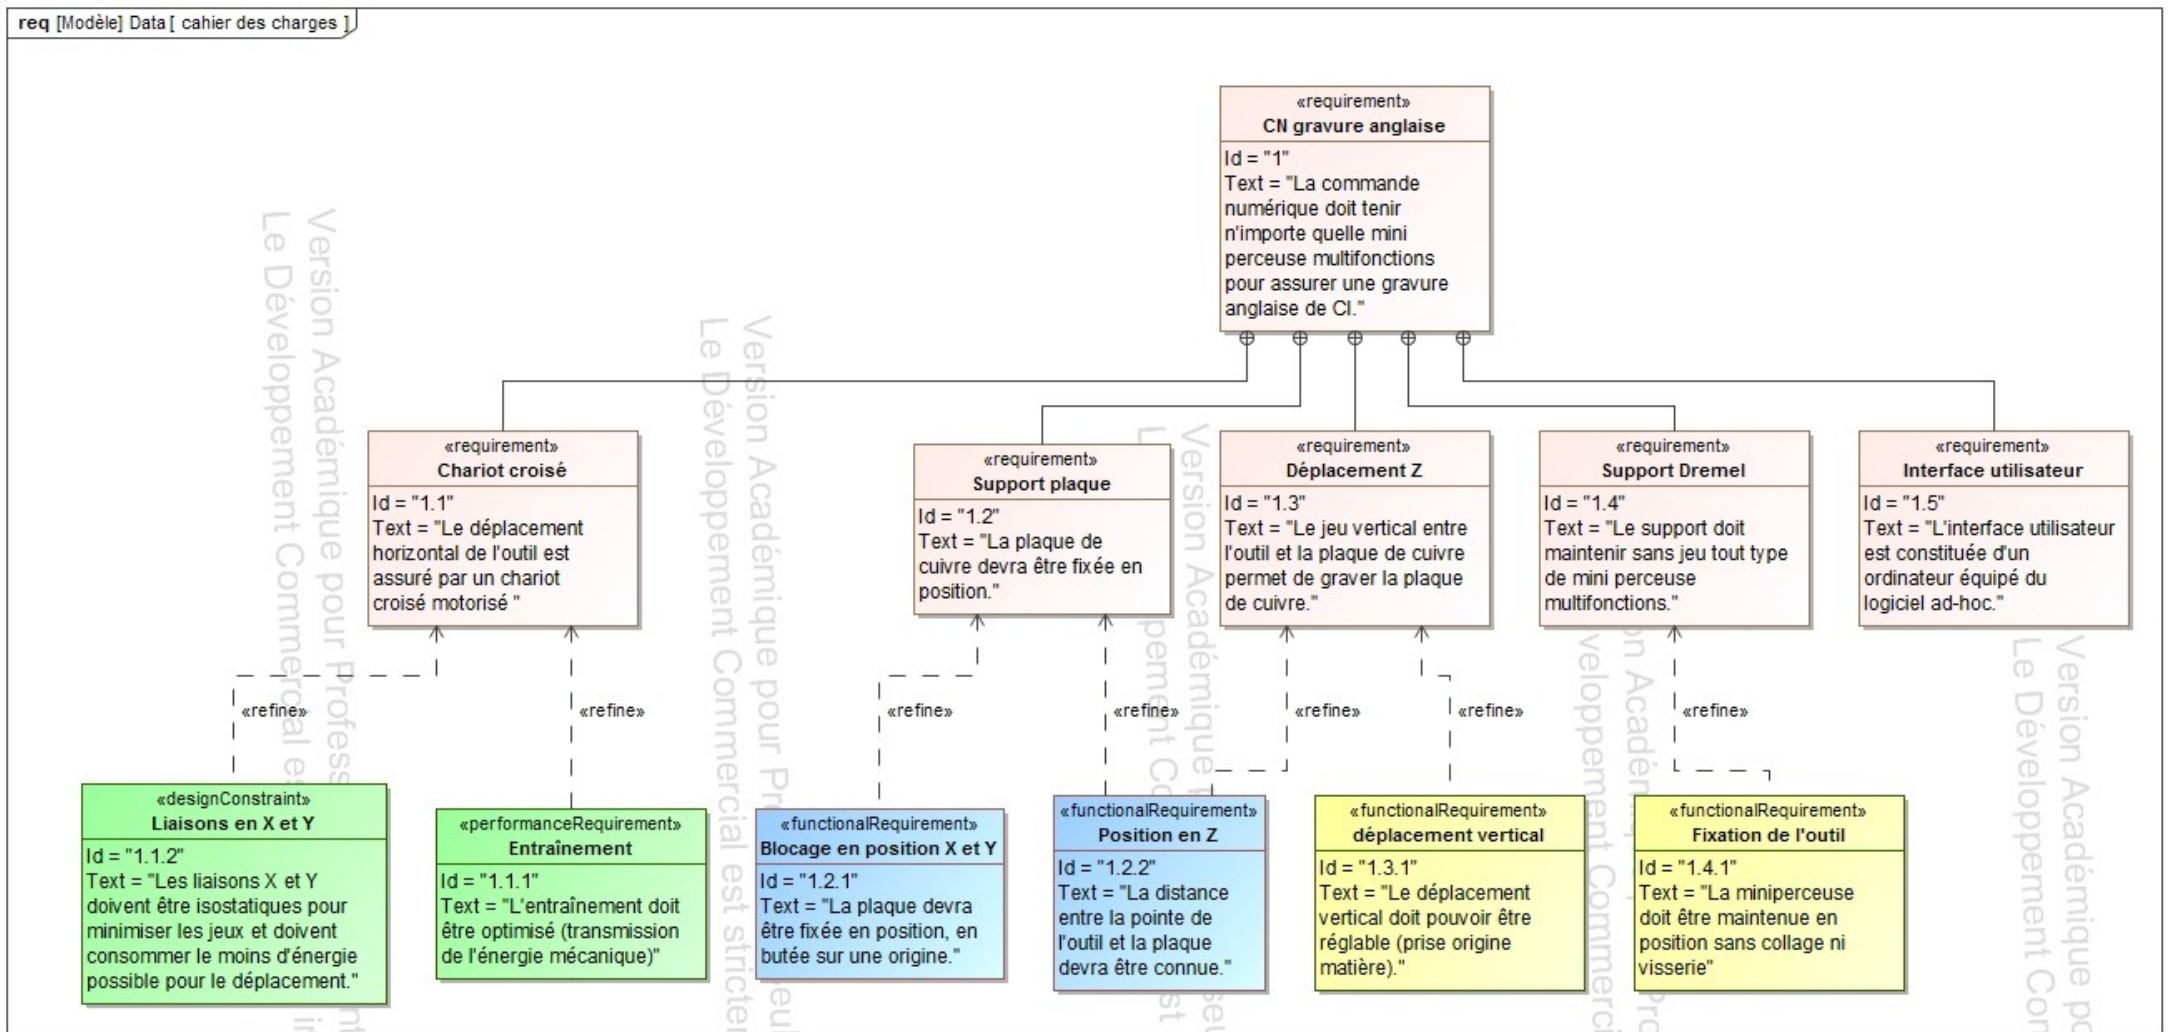 req [Modèle] Data [ cahier des charges ]
«requirement»
CN gravure anglaise
Id = "1"
Text = "La commande
numérique doit tenir
n'importe quelle mini
perceuse multifonctions
pour assurer une gravure
anglaise de CI."
«requirement»
Chariot croisé
Id = "1.1"
Text = "Le déplacement
horizontal de l'outil est
assuré par un chariot
croisé motorisé "
«requirement»
Support plaque
Id = "1.2"
Text = "La plaque de
cuivre devra être fixée en
position."
«requirement»
Déplacement Z
Id = "1.3"
Text = "Le jeu vertical entre
l'outil et la plaque de cuivre
permet de graver la plaque
de cuivre."
«requirement»
Support Dremel
Id = "1.4"
Text = "Le support doit
maintenir sans jeu tout type
de mini perceuse
multifonctions."
«requirement»
Interface utilisateur
Id = "1.5"
Text = "L'interface utilisateur
est constituée d'un
ordinateur équipé du
logiciel ad-hoc."
«refine»
«refine»
«refine»
«refine»
«refine»
«refine»
«refine»
«designConstraint»
Liaisons en X et Y
Id = "1.1.2"
Text = "Les liaisons X et Y
doivent être isostatiques pour
minimiser les jeux et doivent
consommer le moins d'énergie
possible pour le déplacement."
«performanceRequirement»
Entraînement
Id = "1.1.1"
Text = "L'entraînement doit
être optimisé (transmission
de l'énergie mécanique)"
«functionalRequirement»
Blocage en position X et Y
Id = "1.2.1"
Text = "La plaque devra
être fixée en position, en
butée sur une origine."
«functionalRequirement»
Position en Z
Id = "1.2.2"
Text = "La distance
entre la pointe de
l'outil et la plaque
devra être connue."
«functionalRequirement»
déplacement vertical
Id = "1.3.1"
Text = "Le déplacement
vertical doit pouvoir être
réglable (prise origine
matière)."
«functionalRequirement»
Fixation de l'outil
Id = "1.4.1"
Text = "La miniperceuse
doit être maintenue en
position sans collage ni
visserie"
Version Académique pour Profess
Le Développement Commercial es
Version Académique pour Pr
Le Développement Commercial est stricte
Version Académique
Version Académique
Le Développement Com